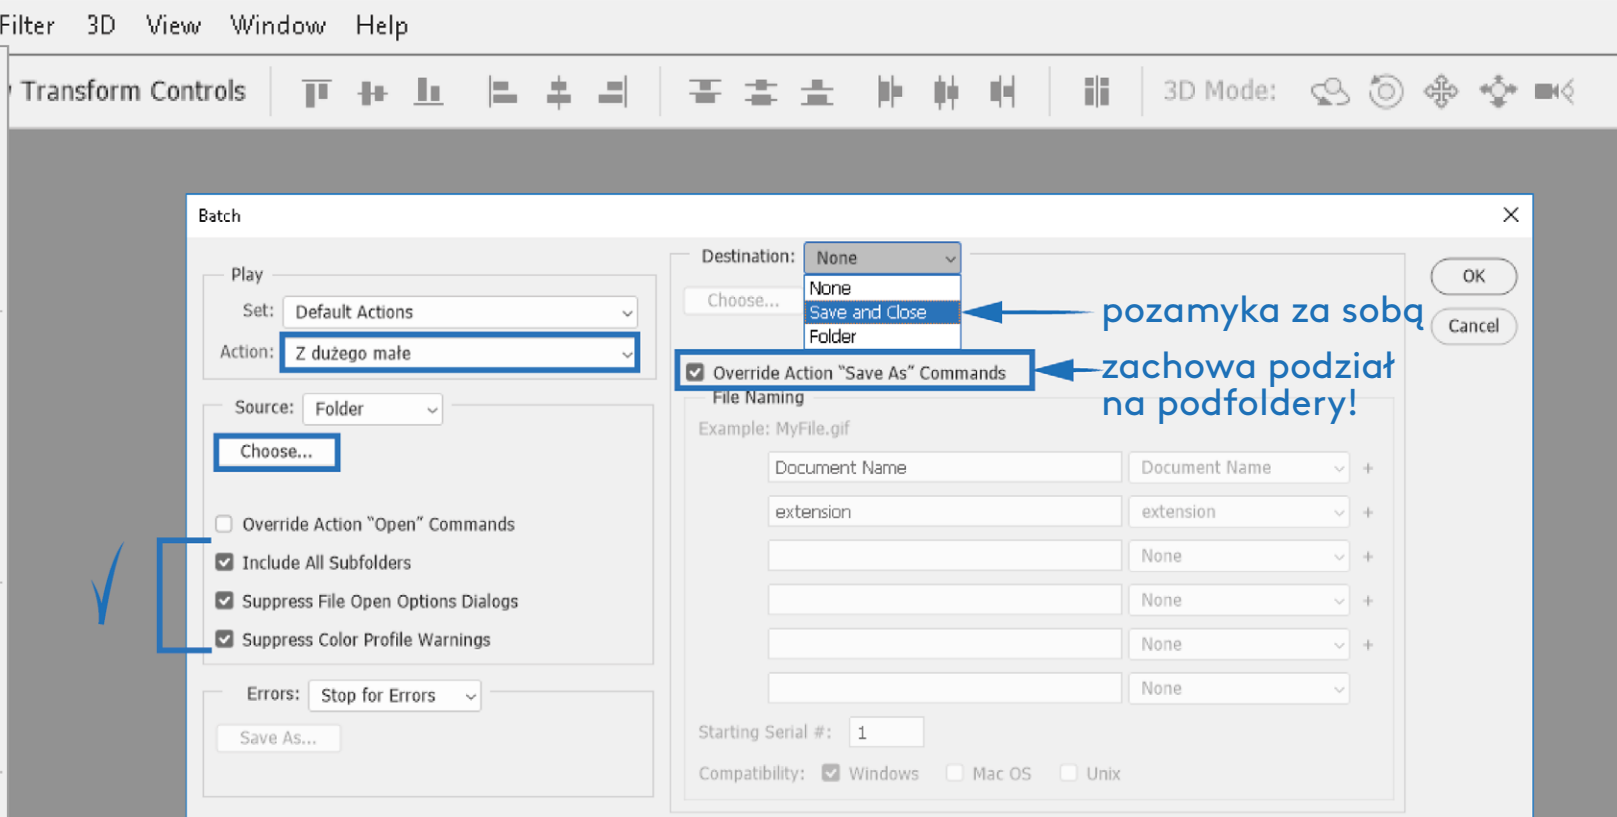 Filter 3D View Window Help
Transform Controls 3D Mode:
Batch
Play
Set: Default Actions
Action: Z dużego małe
Source: Folder
Choose...
Override Action "Open" Commands
Include All Subfolders
Suppress File Open Options Dialogs
Suppress Color Profile Warnings
Errors: Stop for Errors
Save As...
Destination: None
Choose...
None
Save and Close
Folder
pozamyka za sobą
Override Action "Save As" Commands
zachowa podział
na podfoldery!
File Naming
Example: MyFile.gif
Document Name Document Name +
extension extension +
None +
None +
None +
None
Starting Serial #: 1
Compatibility: Windows Mac OS Unix
OK
Cancel